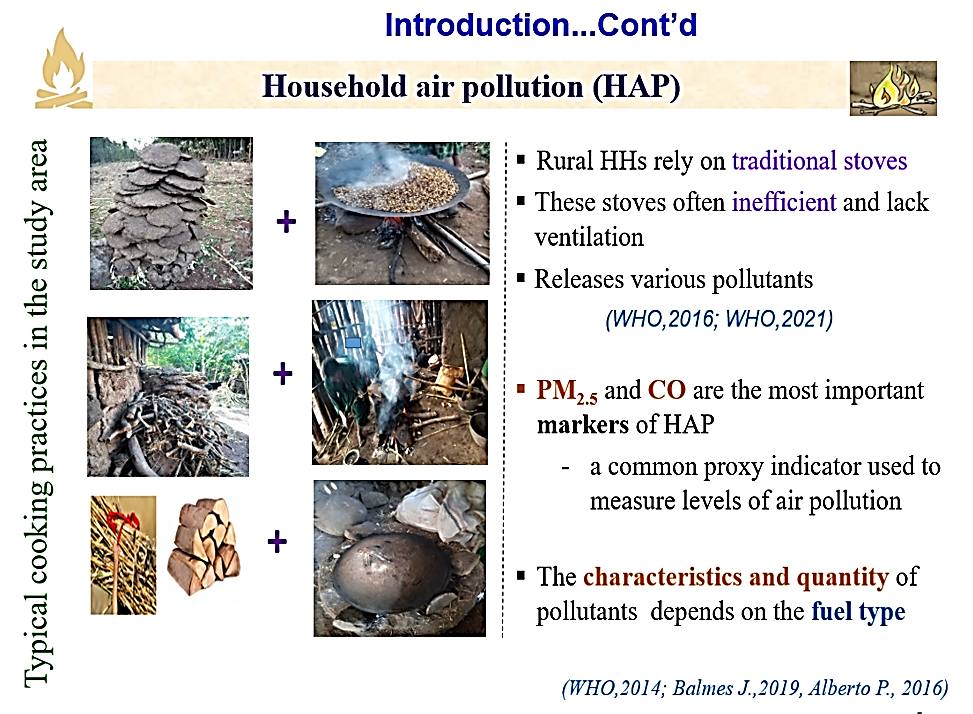 Introduction...Cont’d
Household air pollution (HAP)
Typical cooking practices in the study area
+
+
+
▪ Rural HHs rely on traditional stoves
▪ These stoves often inefficient and lack
ventilation
▪ Releases various pollutants
(WHO,2016; WHO,2021)
▪ PM2.5 and CO are the most important
markers of HAP
- a common proxy indicator used to
measure levels of air pollution
▪ The characteristics and quantity of
pollutants depends on the fuel type
(WHO,2014; Balmes J.,2019, Alberto P., 2016)